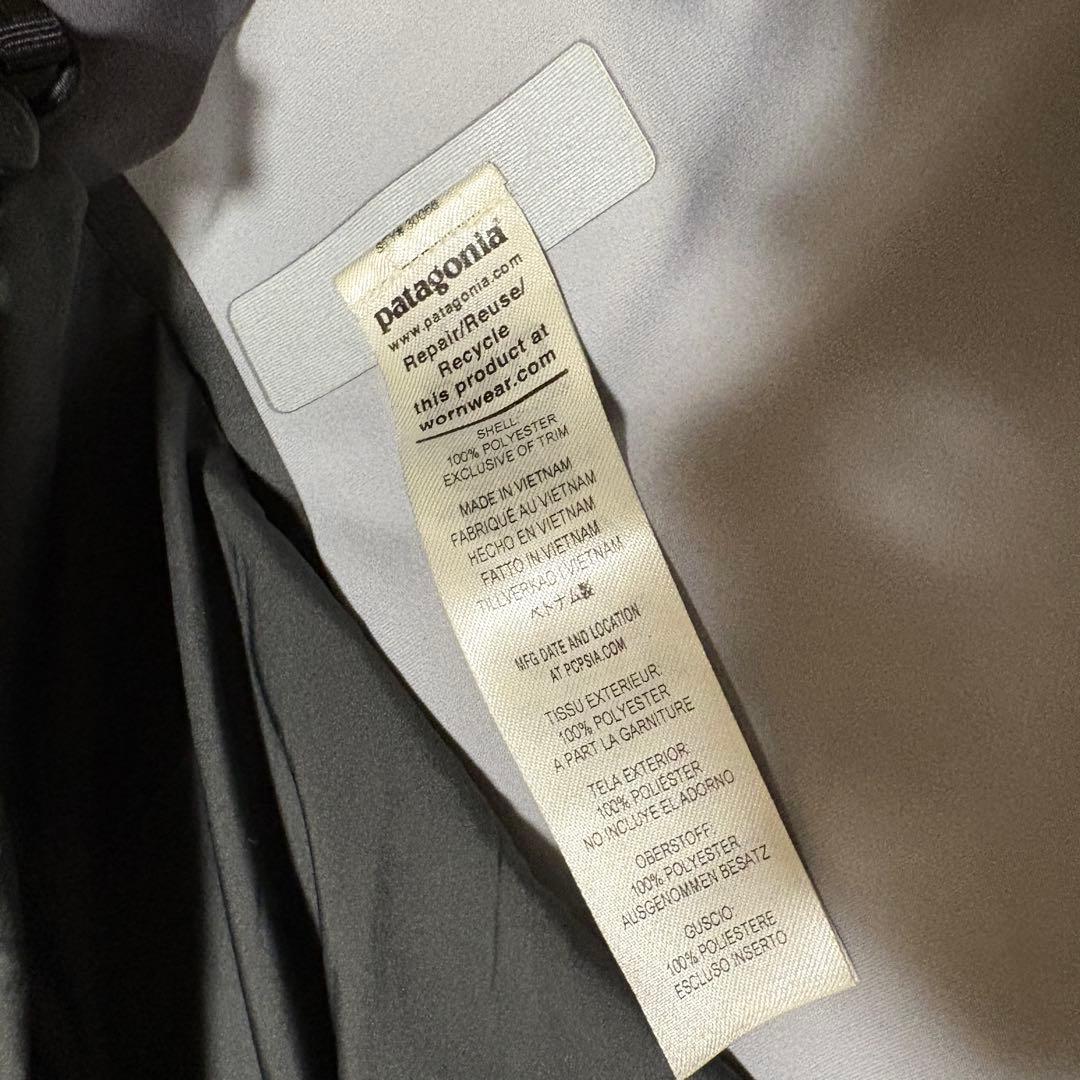 patagonia®
www.patagonia.com
Repair/Reuse/
Recycle
this product at
wornwear.com
SHELL:
100% POLYESTER
EXCLUSIVE OF TRIM
MADE IN VIETNAM
FABRIQUÉ AU VIETNAM
HECHO EN VIETNAM
FATTO IN VIETNAM
TILLVERKAD I VIETNAM
ベトナム製
MFG DATE AND LOCATION
AT PCPSIA.COM
TISSU EXTERIEUR:
100% POLYESTER
A PART LA GARNITURE
TELA EXTERIOR:
100% POLIÉSTER
NO INCLUYE EL ADORNO
OBERSTOFF:
100% POLYESTER
AUSGENOMMEN BESATZ
GUSCIO:
100% POLIESTERE
ESCLUSO INSERTO